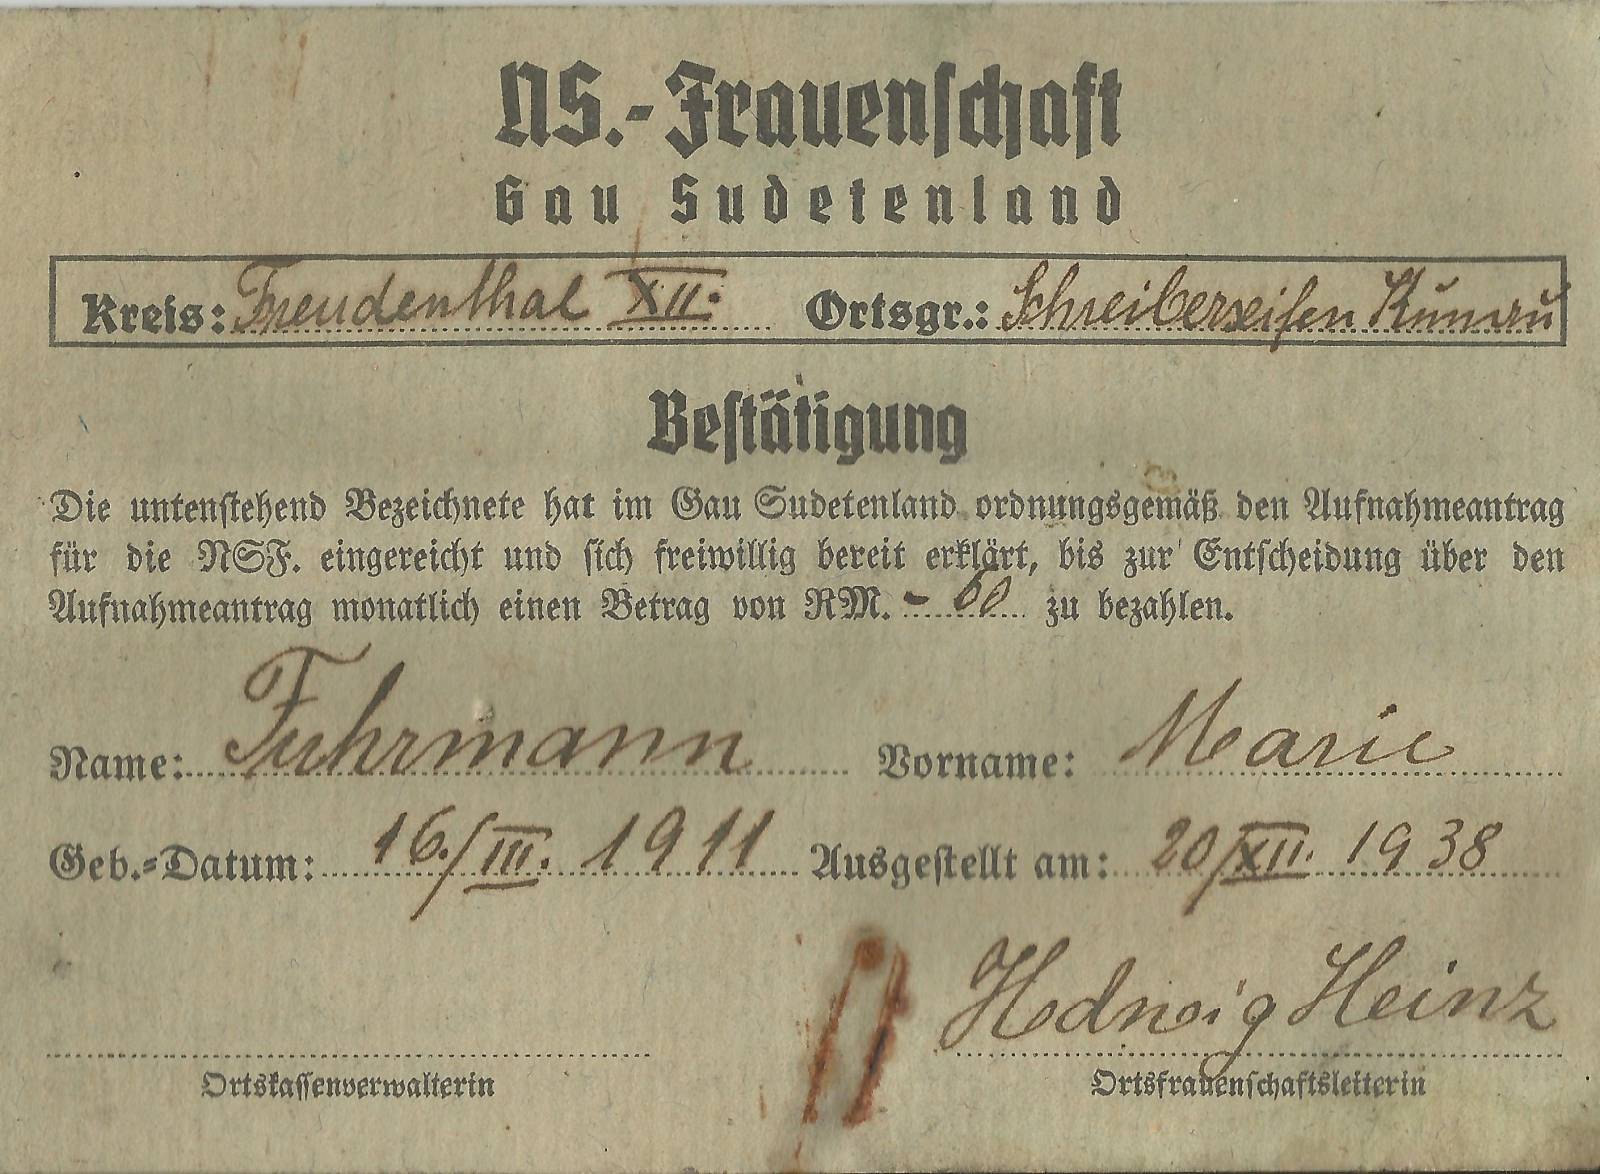 NS.-Frauenschaft
Gau Sudetenland
Kreis: Freudenthal XII. Ortsgr.: Schreiberseifen
Bestätigung
Die untenstehend Bezeichnete hat im Gau Sudetenland ordnungsgemäß den Aufnahmeantrag
für die NSF. eingereicht und sich freiwillig bereit erklärt, bis zur Entscheidung über den
Aufnahmeantrag monatlich einen Betrag von RM. -60 zu bezahlen.
Name: Fuhrmann Vorname: Marie
Geb.-Datum: 16./III. 1911 Ausgestellt am: 20/XII. 1938
Hedwig Heinz
Ortskassenverwalterin Ortsfrauenschaftsleiterin